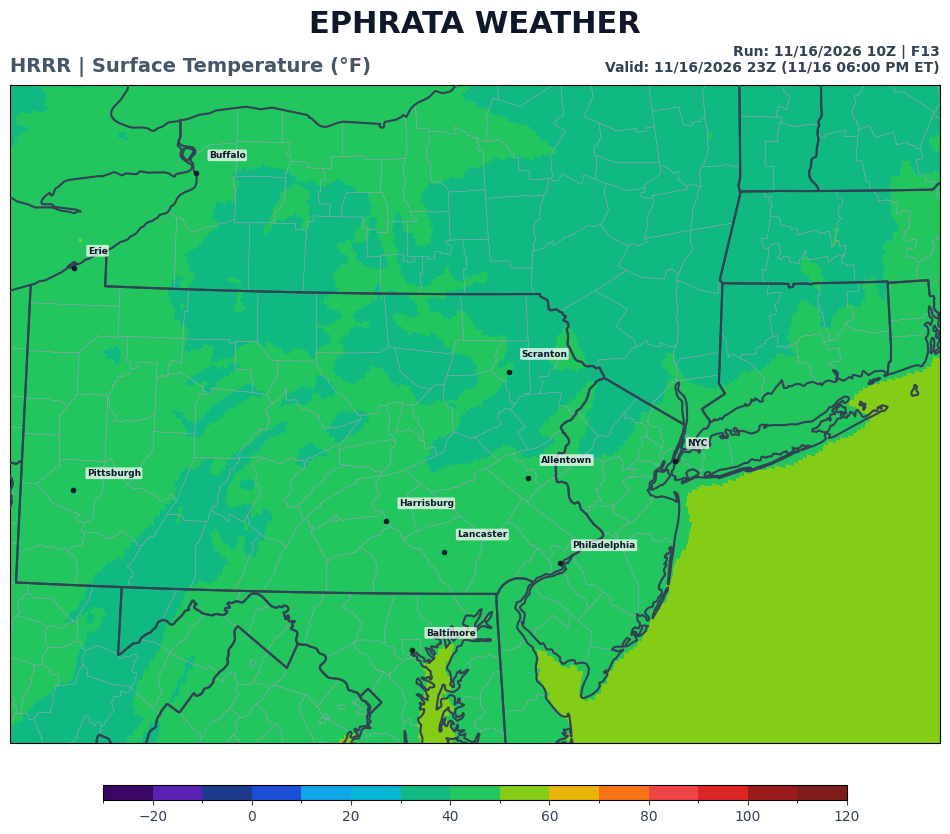 EPHRATA WEATHER
HRRR | Surface Temperature (°F)
Run: 11/16/2026 10Z | F13
Valid: 11/16/2026 23Z (11/16 06:00 PM ET)
Buffalo
Erie
Scranton
NYC
Allentown
Pittsburgh
Harrisburg
Lancaster
Philadelphia
Baltimore
−20 0 20 40 60 80 100 120